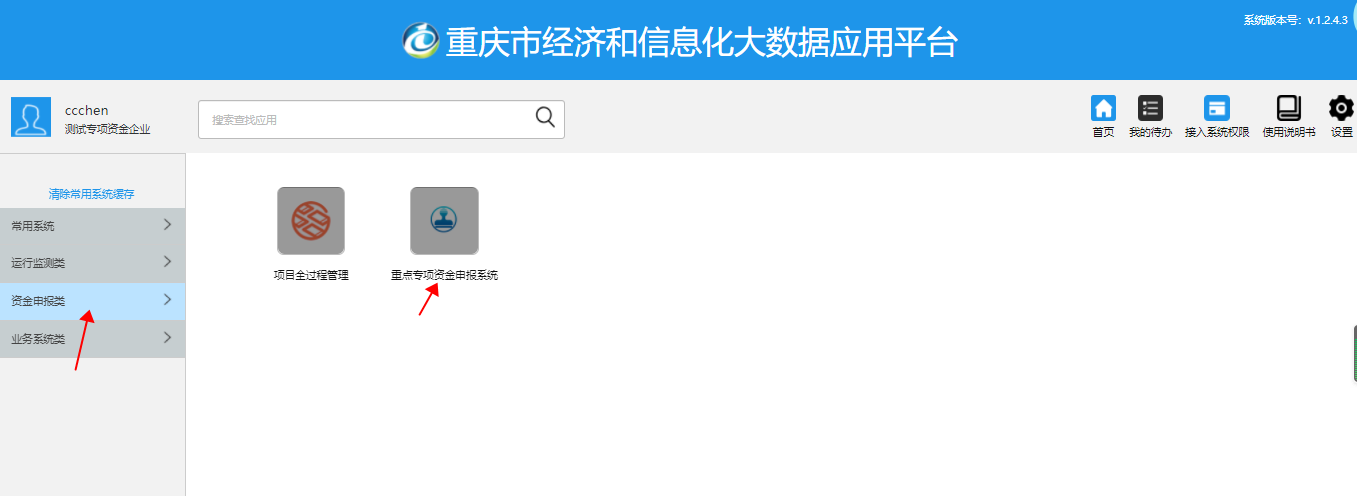 系统版本号：v.1.2.4.3
重庆市经济和信息化大数据应用平台
ccchen
测试专项资金企业
搜索查找应用
首页
我的待办
接入系统权限
使用说明书
设置
清除常用系统缓存
常用系统
运行监测类
资金申报类
业务系统类
项目全过程管理
重点专项资金申报系统